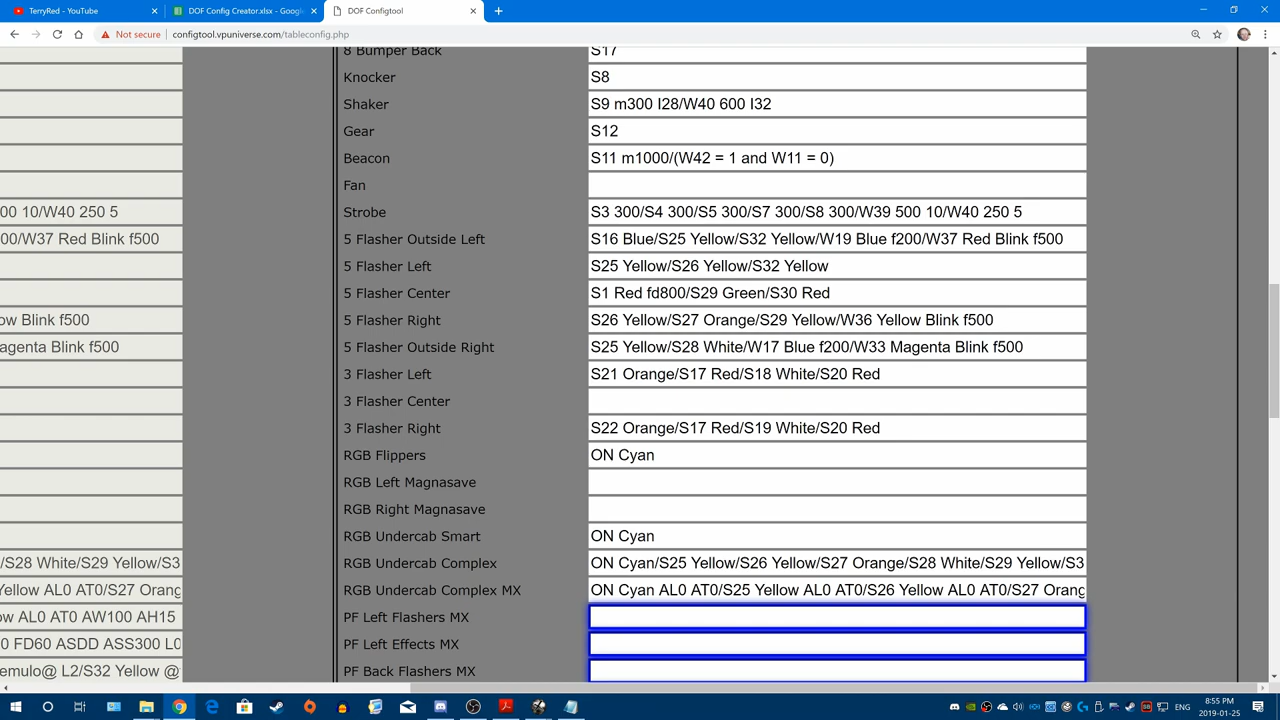 TerryRed - YouTube
DOF Config Creator.xlsx - Google
DOF Configtool
Not secure
configtool.vpuniverse.com/tableconfig.php
8 Bumper Back S17
Knocker S8
Shaker S9 m300 I28/W40 600 I32
Gear S12
Beacon S11 m1000/(W42 = 1 and W11 = 0)
Fan
00 10/W40 250 5 Strobe S3 300/S4 300/S5 300/S7 300/S8 300/W39 500 10/W40 250 5
00/W37 Red Blink f500 5 Flasher Outside Left S16 Blue/S25 Yellow/S32 Yellow/W19 Blue f200/W37 Red Blink f500
5 Flasher Left S25 Yellow/S26 Yellow/S32 Yellow
5 Flasher Center S1 Red fd800/S29 Green/S30 Red
ow Blink f500 5 Flasher Right S26 Yellow/S27 Orange/S29 Yellow/W36 Yellow Blink f500
agenta Blink f500 5 Flasher Outside Right S25 Yellow/S28 White/W17 Blue f200/W33 Magenta Blink f500
3 Flasher Left S21 Orange/S17 Red/S18 White/S20 Red
3 Flasher Center
3 Flasher Right S22 Orange/S17 Red/S19 White/S20 Red
RGB Flippers ON Cyan
RGB Left Magnasave
RGB Right Magnasave
RGB Undercab Smart ON Cyan
/S28 White/S29 Yellow/S3 RGB Undercab Complex ON Cyan/S25 Yellow/S26 Yellow/S27 Orange/S28 White/S29 Yellow/S3
Yellow AL0 AT0/S27 Orang RGB Undercab Complex MX ON Cyan AL0 AT0/S25 Yellow AL0 AT0/S26 Yellow AL0 AT0/S27 Orang
ow AL0 AT0 AW100 AH15 PF Left Flashers MX
0 FD60 ASDD ASS300 L0 PF Left Effects MX
emulo@ L2/S32 Yellow @ PF Back Flashers MX
ENG
8:55 PM
2019-01-25